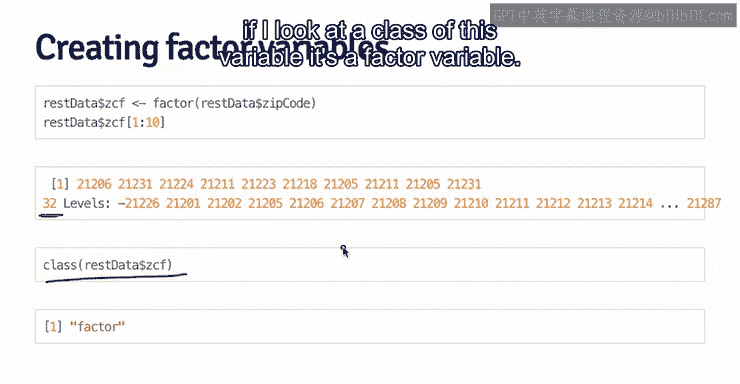 if I look at a class of this
Creating factor variables
variable it's a factor variable.
restData$zcf <- factor(restData$zipCode)
restData$zcf[1:10]
[1] 21206 21231 21224 21211 21223 21218 21205 21211 21205 21231
32 Levels: -21226 21201 21202 21205 21206 21207 21208 21209 21210 21211 21212 21213 21214 ... 21287
class(restData$zcf)
[1] "factor"